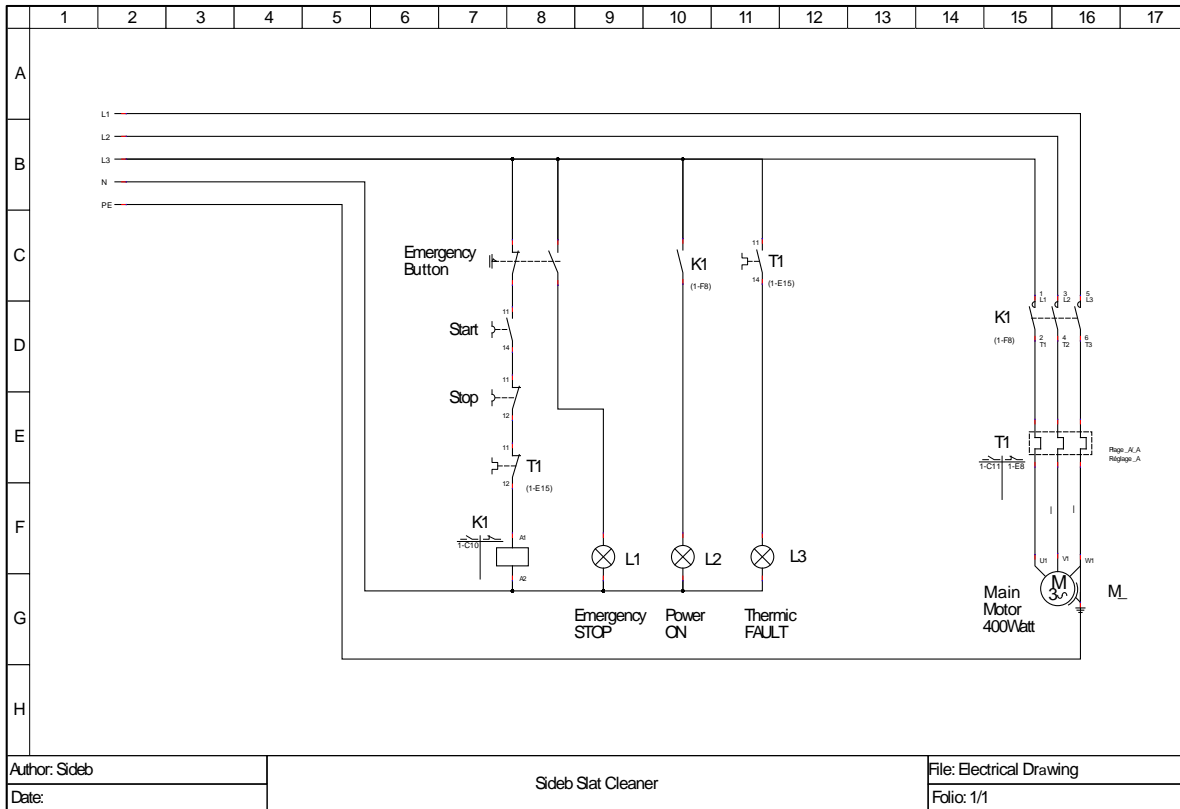 1 2 3 4 5 6 7 8 9 10 11 12 13 14 15 16 17
A
L1
L2
B
L3
N
PE
C
Emergency
Button
K1
(1-F8)
11
14
T1
(1-E15)
D
Start
11
14
K1
(1-F8)
1 3 5
L1 L2 L3
2 4 6
T1 T2 T3
Stop
11
12
E
T1
(1-E15)
11
12
T1
1-C11 1-E8
Réglage_A
F
K1
1-C10
A1
A2
L1
L2
L3
U1 V1 W1
M
3
Main
Motor
400Watt
M_
G
Emergency
STOP
Power
ON
Thermic
FAULT
H
Author: Sideb
Date:
Sideb Slat Cleaner
File: Electrical Drawing
Folio: 1/1